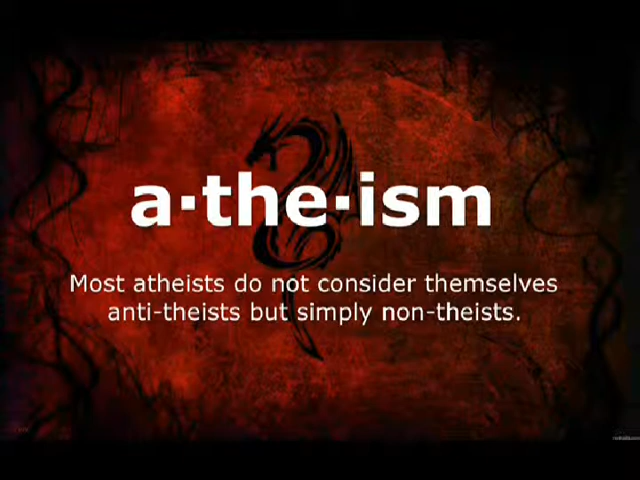 a·the·ism
Most atheists do not consider themselves
anti-theists but simply non-theists.